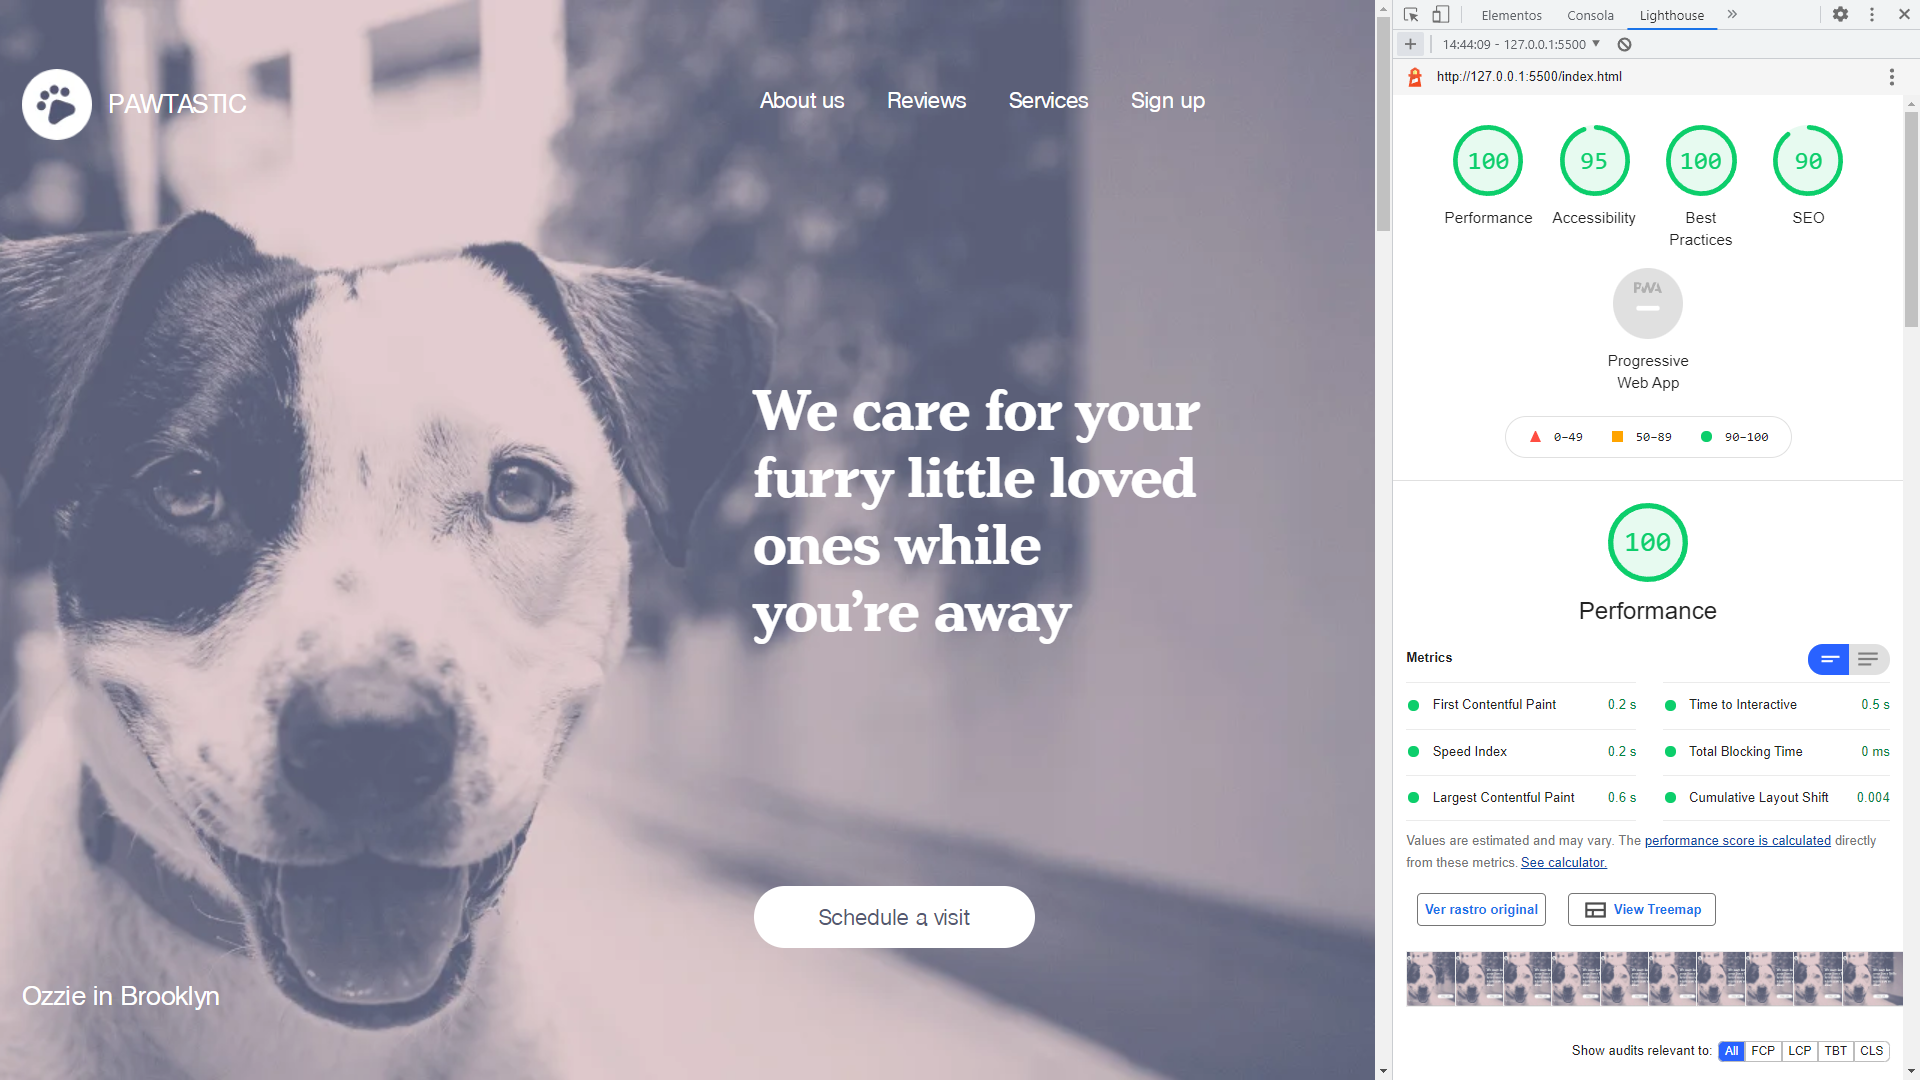 PAWTASTIC
About us
Reviews
Services
Sign up
We care for your
furry little loved
ones while
you’re away
Schedule a visit
Ozzie in Brooklyn
Elementos
Consola
Lighthouse
14:44:09 - 127.0.0.1:5500
http://127.0.0.1:5500/index.html
100
Performance
95
Accessibility
100
Best
Practices
90
SEO
PWA
Progressive
Web App
0–49
50–89
90–100
100
Performance
Metrics
First Contentful Paint 0.2 s
Time to Interactive 0.5 s
Speed Index 0.2 s
Total Blocking Time 0 ms
Largest Contentful Paint 0.6 s
Cumulative Layout Shift 0.004
Values are estimated and may vary. The performance score is calculated directly
from these metrics. See calculator.
Ver rastro original
View Treemap
Show audits relevant to: All FCP LCP TBT CLS